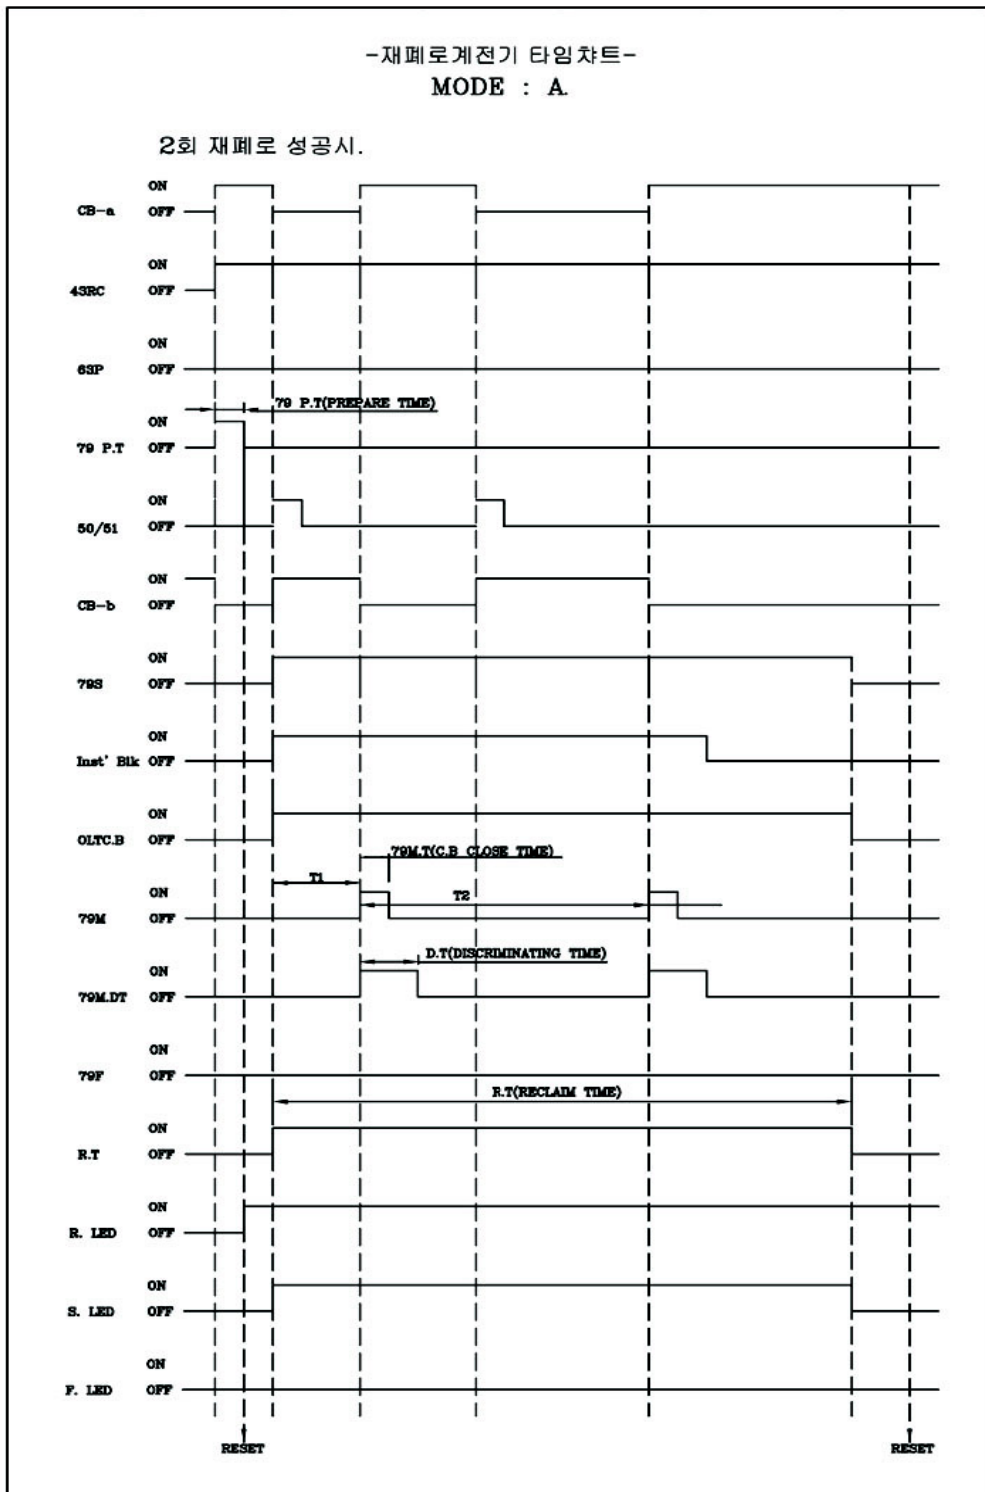 -재폐로계전기 타임챠트-
MODE : A.
2회 재폐로 성공시.
ON
CB-a OFF
ON
43RC OFF
ON
63P OFF
79 P.T(PREPARE TIME)
ON
79 P.T OFF
ON
50/51 OFF
ON
CB-b OFF
ON
79S OFF
ON
Inst' Blk OFF
ON
OLTC.B OFF
79M.T(C.B CLOSE TIME)
T1
ON
T2
79M OFF
D.T(DISCRIMINATING TIME)
ON
79M.DT OFF
ON
79F OFF
R.T(RECLAIM TIME)
ON
R.T OFF
ON
R. LED OFF
ON
S. LED OFF
ON
F. LED OFF
RESET RESET